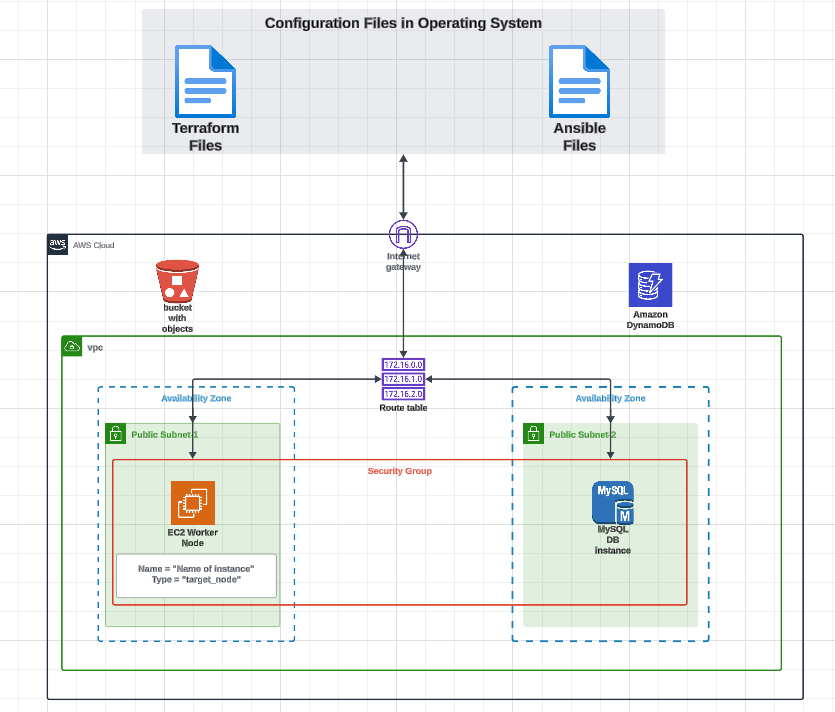 Configuration Files in Operating System
Terraform
Files
Ansible
Files
aws
AWS Cloud
Internet
gateway
bucket
with
objects
Amazon
DynamoDB
vpc
172.16.0.0
172.16.1.0
172.16.2.0
Route table
Availability Zone
Availability Zone
Public Subnet-1
Public Subnet-2
Security Group
EC2 Worker
Node
MySQL
M
MySQL
DB
instance
Name = "Name of instance"
Type = "target_node"